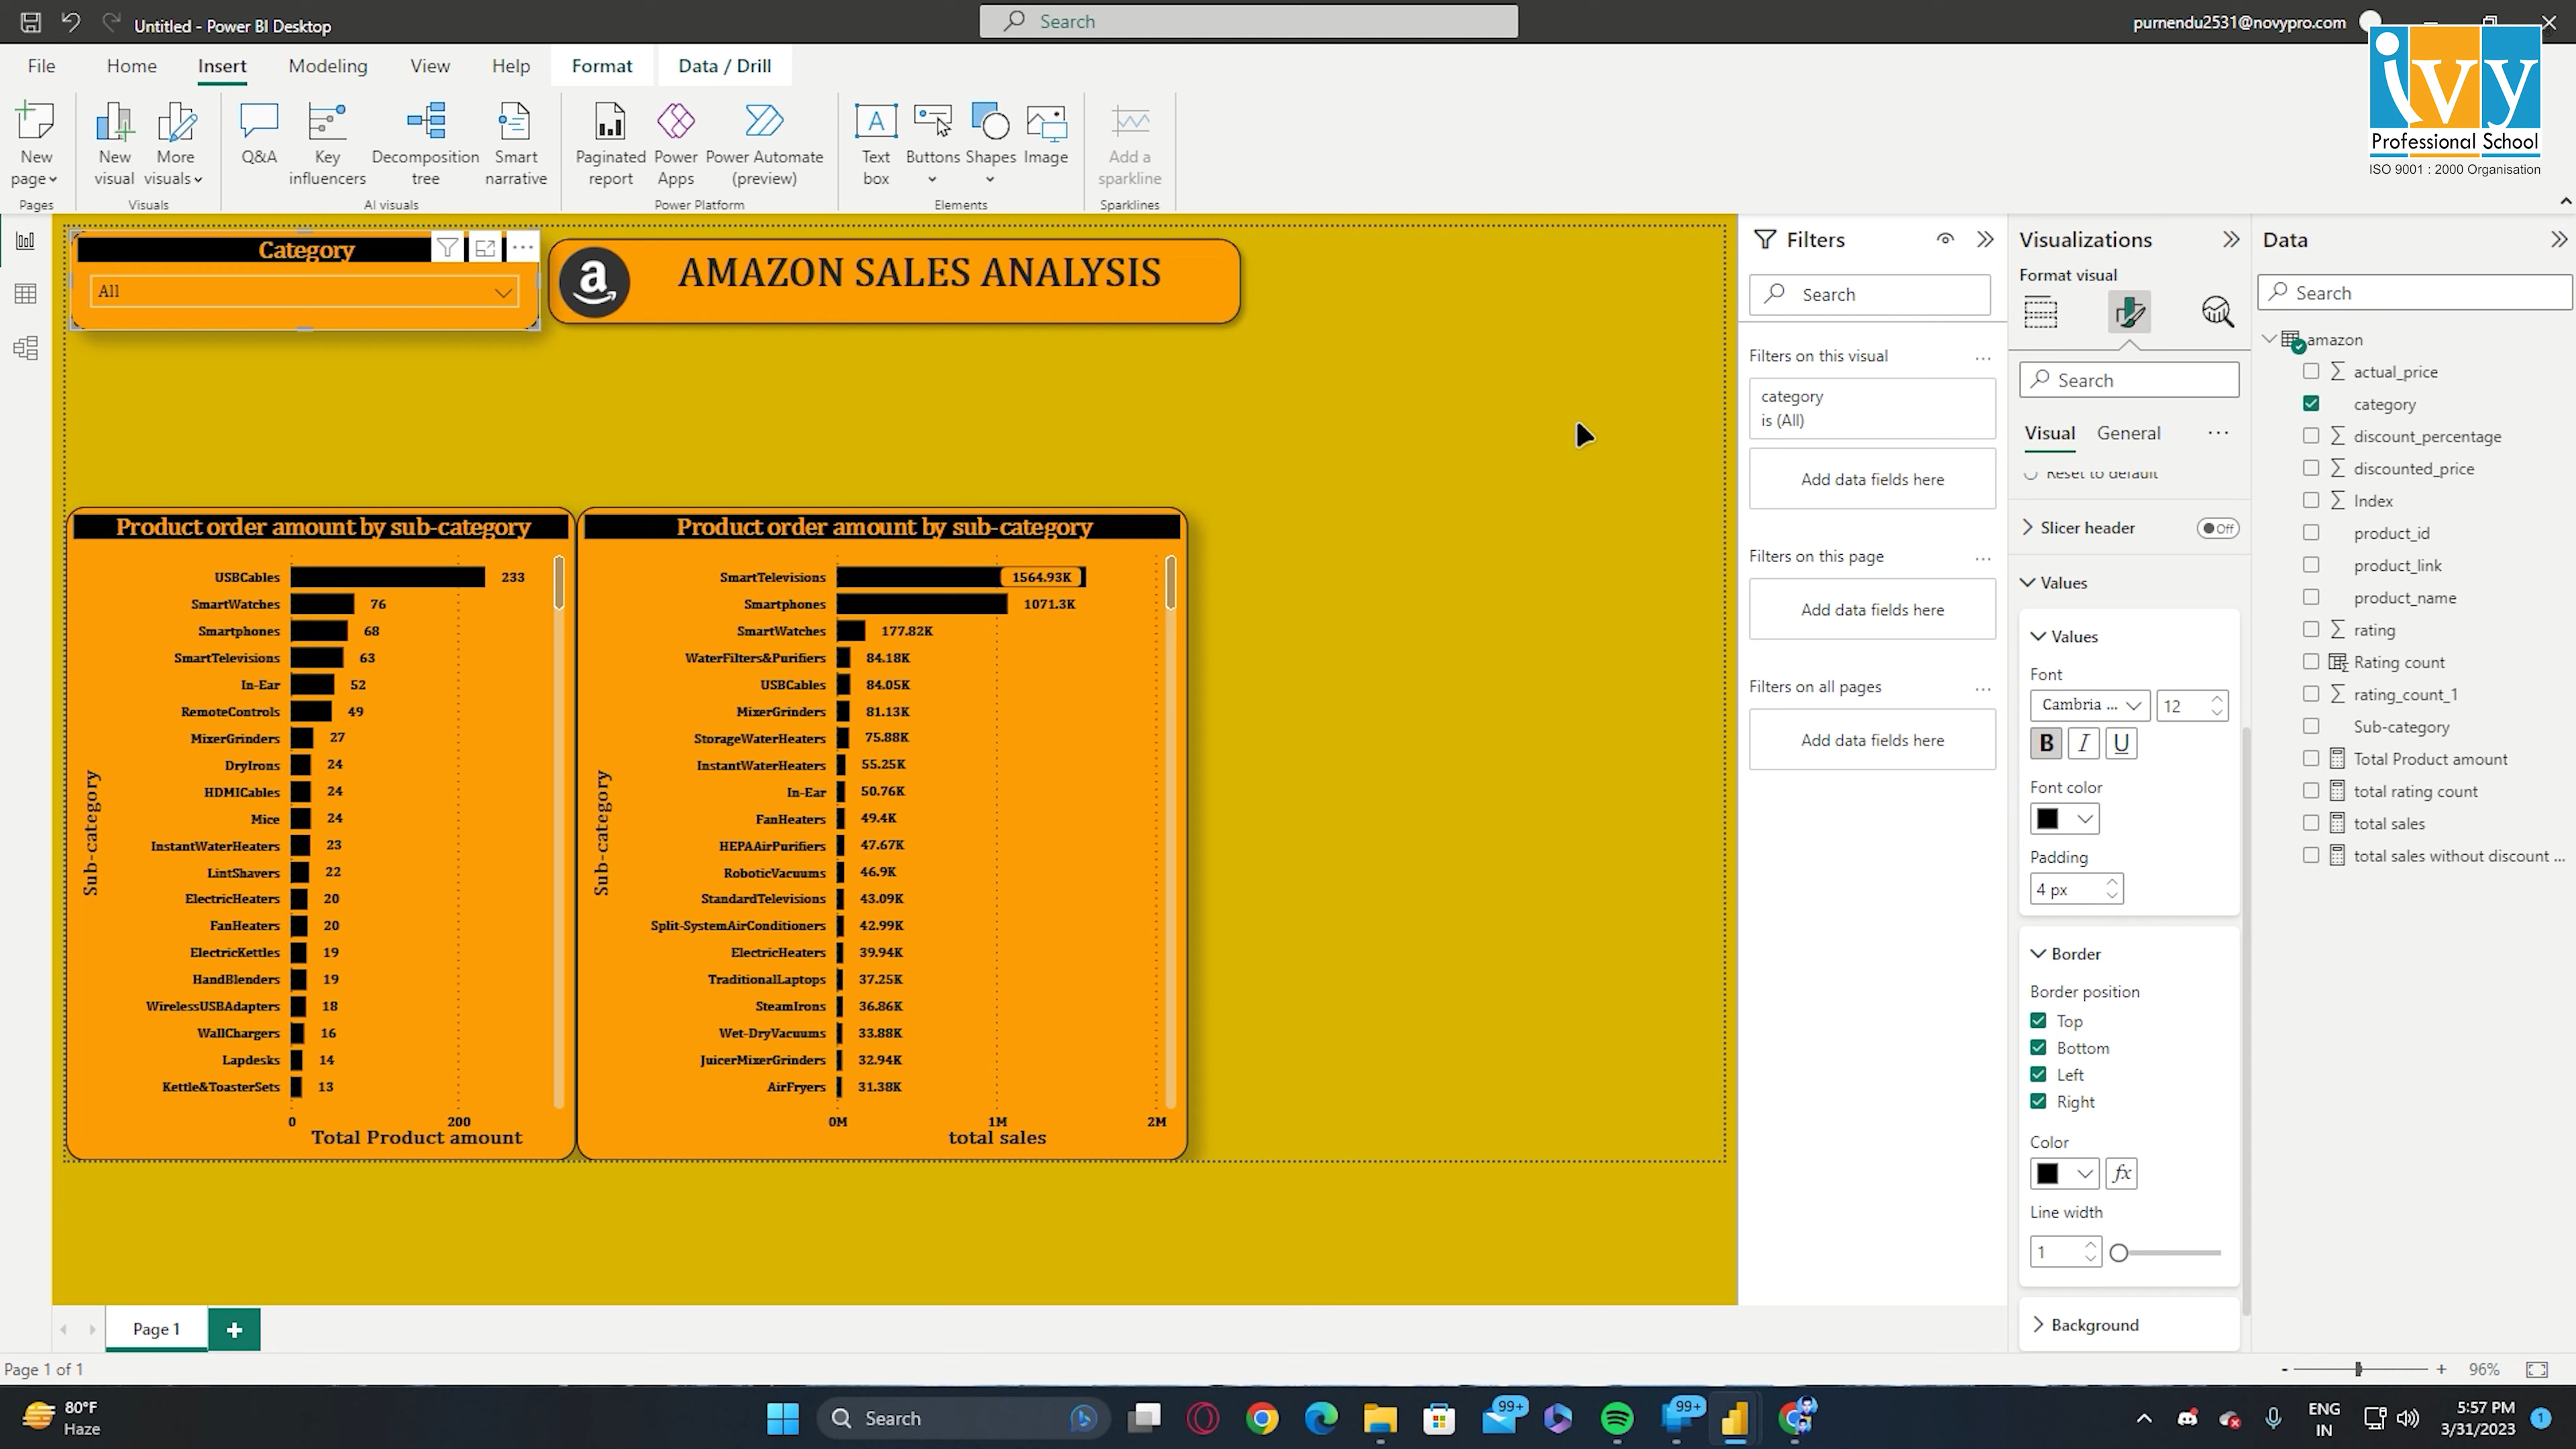 Untitled - Power BI Desktop
Search
purnendu2531@novypro.com
File Home Insert Modeling View Help Format Data / Drill
ivy
Professional School
ISO 9001 : 2000 Organisation
New page
New visual
More visuals
Q&A
Key influencers
Decomposition tree
Smart narrative
Paginated report
Power Apps
Power Automate (preview)
Text box
Buttons
Shapes
Image
Add a sparkline
Pages Visuals AI visuals Power Platform Elements Sparklines
Category
All
a
AMAZON SALES ANALYSIS
Product order amount by sub-category
USBCables 233
SmartWatches 76
Smartphones 68
SmartTelevisions 63
In-Ear 52
RemoteControls 49
MixerGrinders 27
DryIrons 24
HDMICables 24
Mice 24
InstantWaterHeaters 23
LintShavers 22
ElectricHeaters 20
FanHeaters 20
ElectricKettles 19
HandBlenders 19
WirelessUSBAdapters 18
WallChargers 16
Lapdesks 14
Kettle&ToasterSets 13
0 200
Total Product amount
Sub-category
Product order amount by sub-category
SmartTelevisions 1564.93K
Smartphones 1071.3K
SmartWatches 177.82K
WaterFilters&Purifiers 84.18K
USBCables 84.05K
MixerGrinders 81.13K
StorageWaterHeaters 75.88K
InstantWaterHeaters 55.25K
In-Ear 50.76K
FanHeaters 49.4K
HEPAAirPurifiers 47.67K
RoboticVacuums 46.9K
StandardTelevisions 43.09K
Split-SystemAirConditioners 42.99K
ElectricHeaters 39.94K
TraditionalLaptops 37.25K
SteamIrons 36.86K
Wet-DryVacuums 33.88K
JuicerMixerGrinders 32.94K
AirFryers 31.38K
0M 1M 2M
total sales
Sub-category
Filters
Search
Filters on this visual ...
category
is (All)
Add data fields here
Filters on this page ...
Add data fields here
Filters on all pages ...
Add data fields here
Visualizations
Format visual
Search
Visual General ...
Reset to default
Slicer header Off
Values
Values
Font
Cambria ... 12
B I U
Font color
Padding
4 px
Border
Border position
Top
Bottom
Left
Right
Color
fx
Line width
1
Background
Data
Search
amazon
actual_price
category
discount_percentage
discounted_price
Index
product_id
product_link
product_name
rating
Rating count
rating_count_1
Sub-category
Total Product amount
total rating count
total sales
total sales without discount ...
Page 1 +
Page 1 of 1
- + 96%
80°F
Haze
Search
99+
99+
ENG
IN
5:57 PM
3/31/2023
1